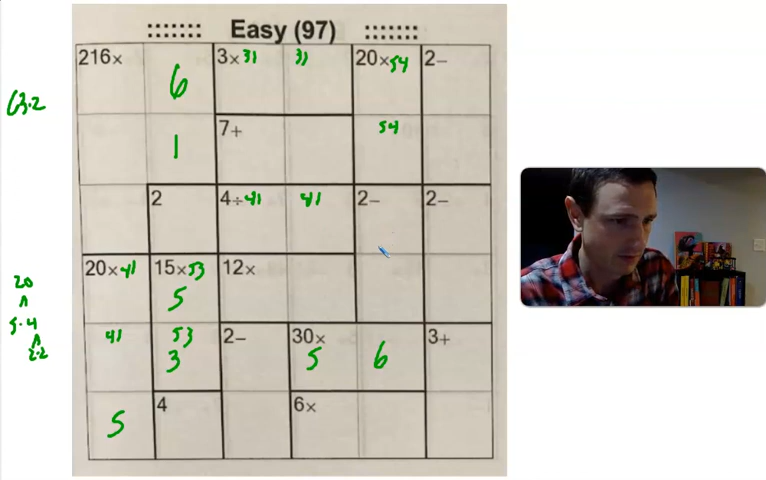 Easy (97)
216× 6 3× 31 31 20× 54 2−
63·2
1 7+ 54
2 4÷ 41 41 2− 2−
20× 41 15× 53 5 12×
20
5·4
2·2
41 53 3 2− 30× 5 6 3+
5 4 6×